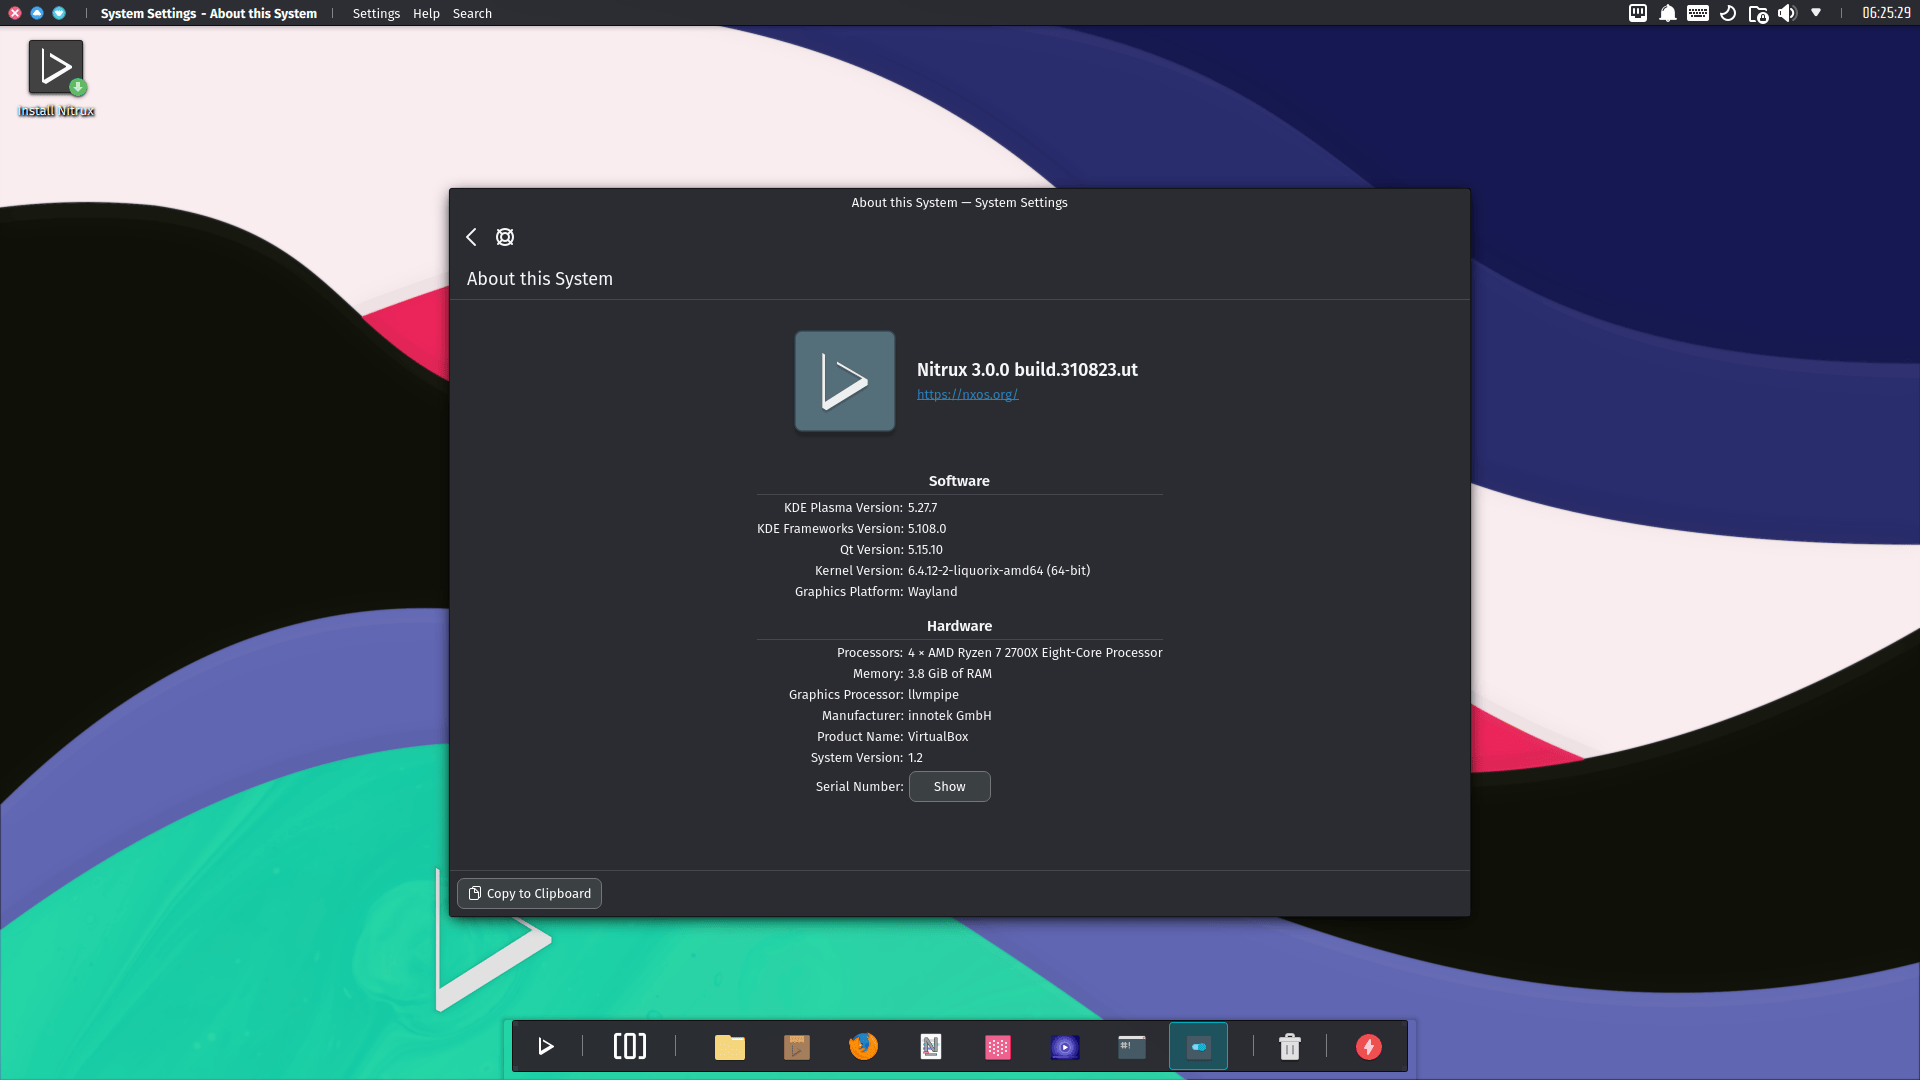 System Settings - About this System Settings Help Search 06:25:29
Install Nitrux
About this System — System Settings
About this System
Nitrux 3.0.0 build.310823.ut
https://nxos.org/
Software
KDE Plasma Version: 5.27.7
KDE Frameworks Version: 5.108.0
Qt Version: 5.15.10
Kernel Version: 6.4.12-2-liquorix-amd64 (64-bit)
Graphics Platform: Wayland
Hardware
Processors: 4 × AMD Ryzen 7 2700X Eight-Core Processor
Memory: 3.8 GiB of RAM
Graphics Processor: llvmpipe
Manufacturer: innotek GmbH
Product Name: VirtualBox
System Version: 1.2
Serial Number: Show
Copy to Clipboard
#!